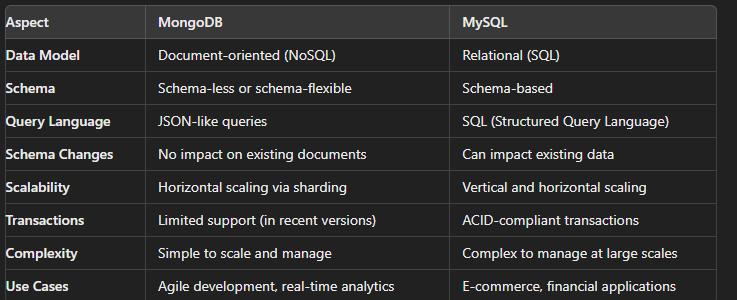 Aspect MongoDB MySQL
Data Model Document-oriented (NoSQL) Relational (SQL)
Schema Schema-less or schema-flexible Schema-based
Query Language JSON-like queries SQL (Structured Query Language)
Schema Changes No impact on existing documents Can impact existing data
Scalability Horizontal scaling via sharding Vertical and horizontal scaling
Transactions Limited support (in recent versions) ACID-compliant transactions
Complexity Simple to scale and manage Complex to manage at large scales
Use Cases Agile development, real-time analytics E-commerce, financial applications